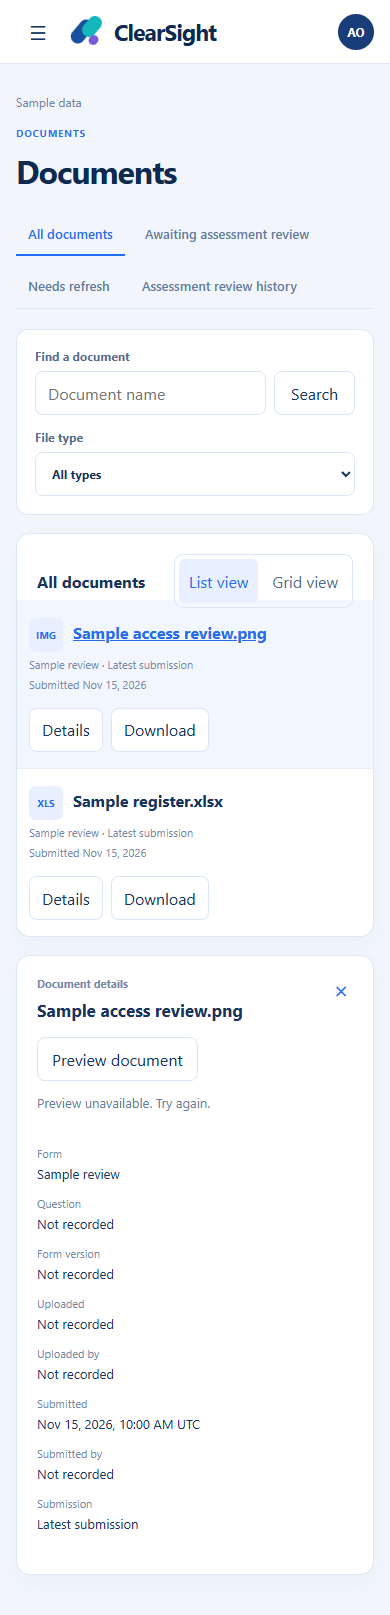 ☰ ClearSight AO
Sample data
DOCUMENTS
Documents
All documents Awaiting assessment review
Needs refresh Assessment review history
Find a document
Document name Search
File type
All types
All documents List view Grid view
IMG Sample access review.png
Sample review · Latest submission
Submitted Nov 15, 2026
Details Download
XLS Sample register.xlsx
Sample review · Latest submission
Submitted Nov 15, 2026
Details Download
Document details
×
Sample access review.png
Preview document
Preview unavailable. Try again.
Form
Sample review
Question
Not recorded
Form version
Not recorded
Uploaded
Not recorded
Uploaded by
Not recorded
Submitted
Nov 15, 2026, 10:00 AM UTC
Submitted by
Not recorded
Submission
Latest submission